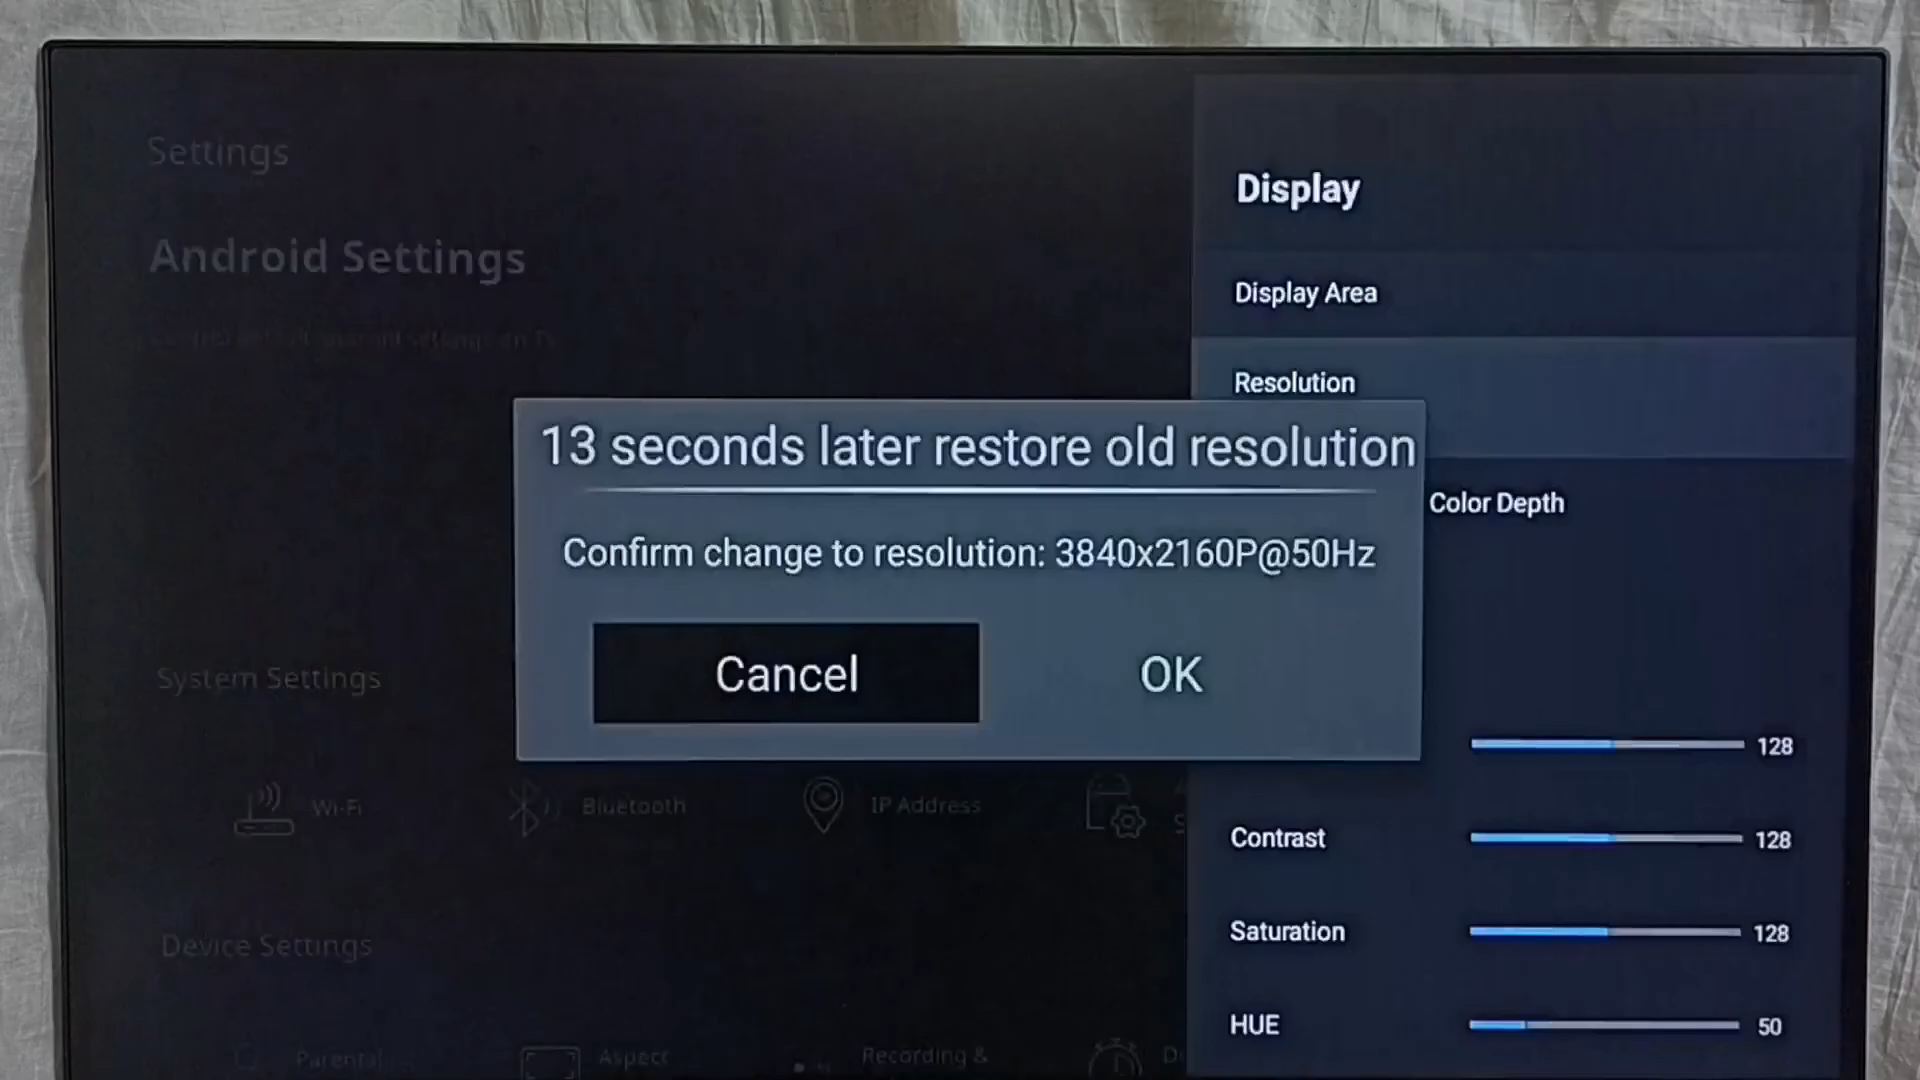 Settings
Android Settings
Display
Display Area
Resolution
Color Depth
13 seconds later restore old resolution
Confirm change to resolution: 3840x2160P@50Hz
Cancel
OK
128
Contrast 128
Saturation 128
HUE 50
System Settings
Wi-Fi
Bluetooth
IP Address
Device Settings
Parental
Aspect
Recording &